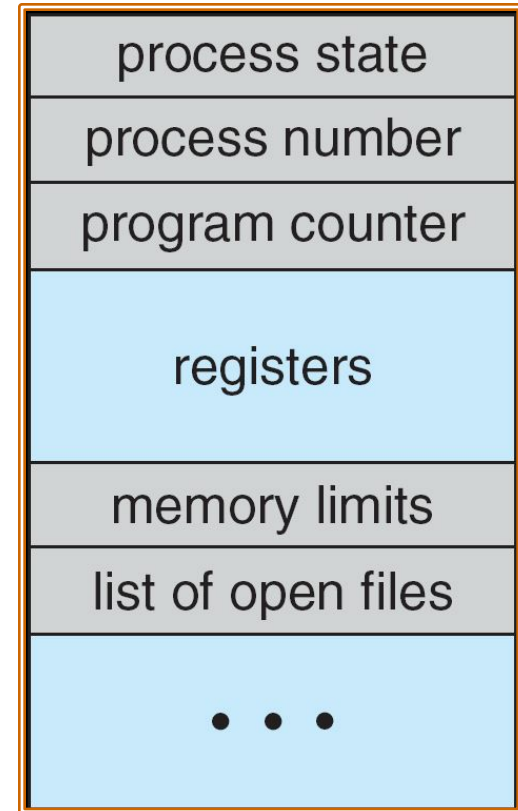 process state
process number
program counter
registers
memory limits
list of open files
• • •